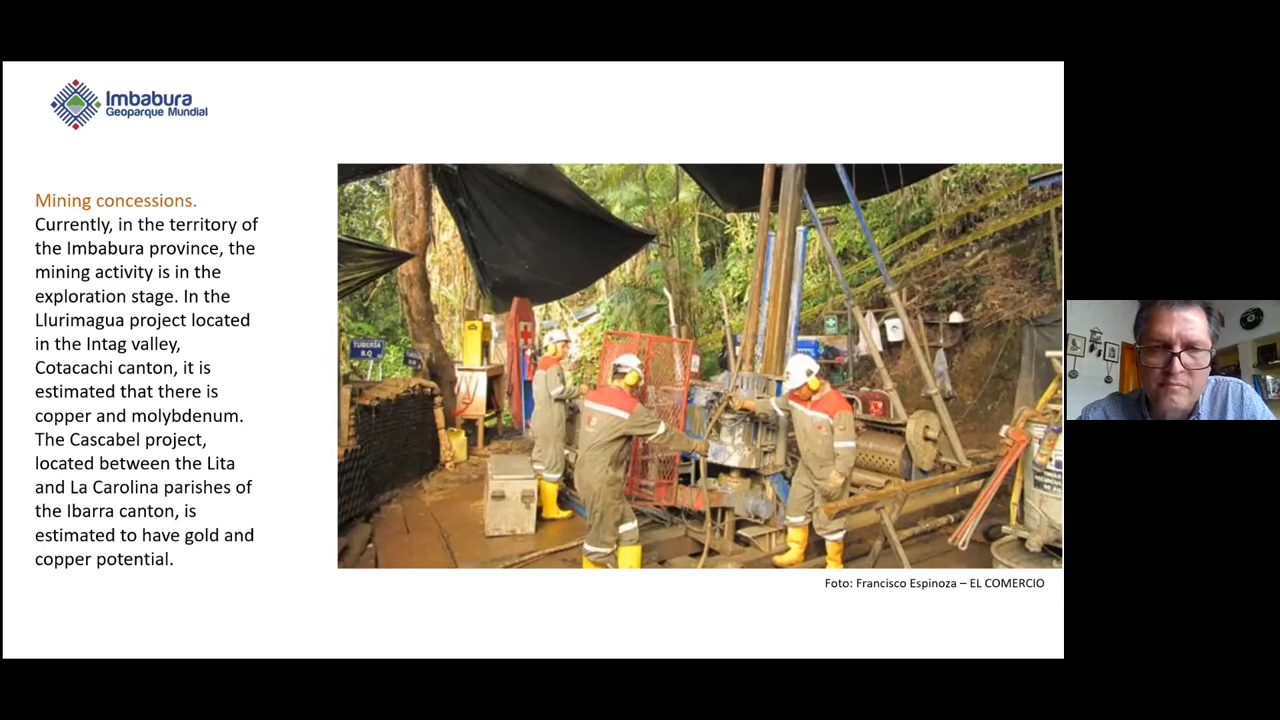 Imbabura
Geoparque Mundial
Mining concessions.
Currently, in the territory of
the Imbabura province, the
mining activity is in the
exploration stage. In the
Llurimagua project located
in the Intag valley,
Cotacachi canton, it is
estimated that there is
copper and molybdenum.
The Cascabel project,
located between the Lita
and La Carolina parishes of
the Ibarra canton, is
estimated to have gold and
copper potential.
TUBERÍA
B.Q
Foto: Francisco Espinoza – EL COMERCIO